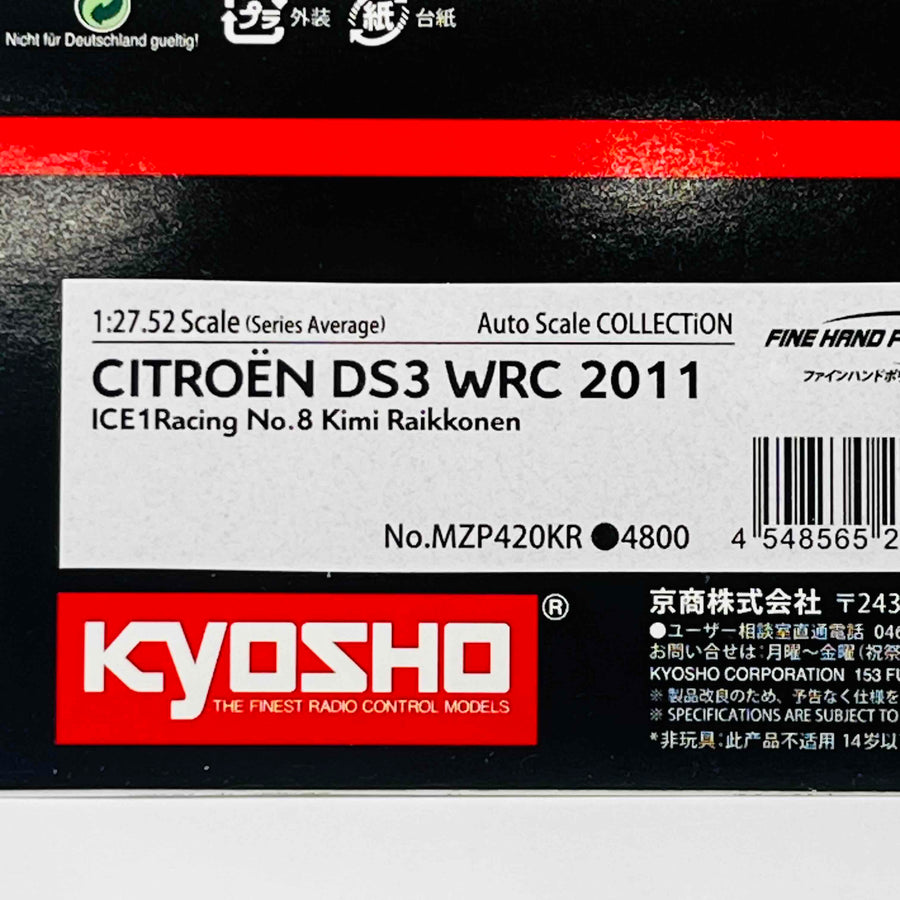 Nicht für Deutschland gueltig!
プラ 外装 紙 台紙
1:27.52 Scale (Series Average)
Auto Scale COLLECTiON
CITROËN DS3 WRC 2011
ICE1Racing No.8 Kimi Raikkonen
No.MZP420KR ●4800
FINE HAND
ファインハンドポ
4 548565 2
KYOSHO ®
THE FINEST RADIO CONTROL MODELS
京商株式会社 〒243
●ユーザー相談室直通電話 046
お問い合せは:月曜〜金曜(祝祭
KYOSHO CORPORATION 153 FU
※ 製品改良のため、予告なく仕様を
※ SPECIFICATIONS ARE SUBJECT TO
*非玩具:此产品不适用 14岁以